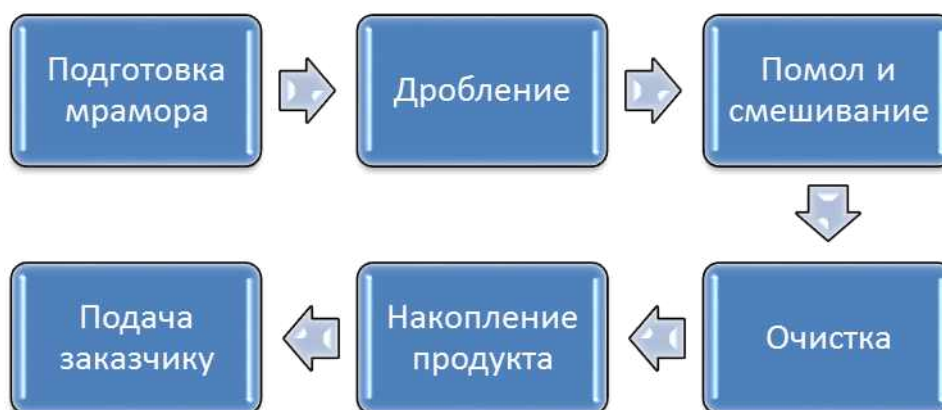 Подготовка
мрамора
Дробление
Помол и
смешивание
Очистка
Накопление
продукта
Подача
заказчику